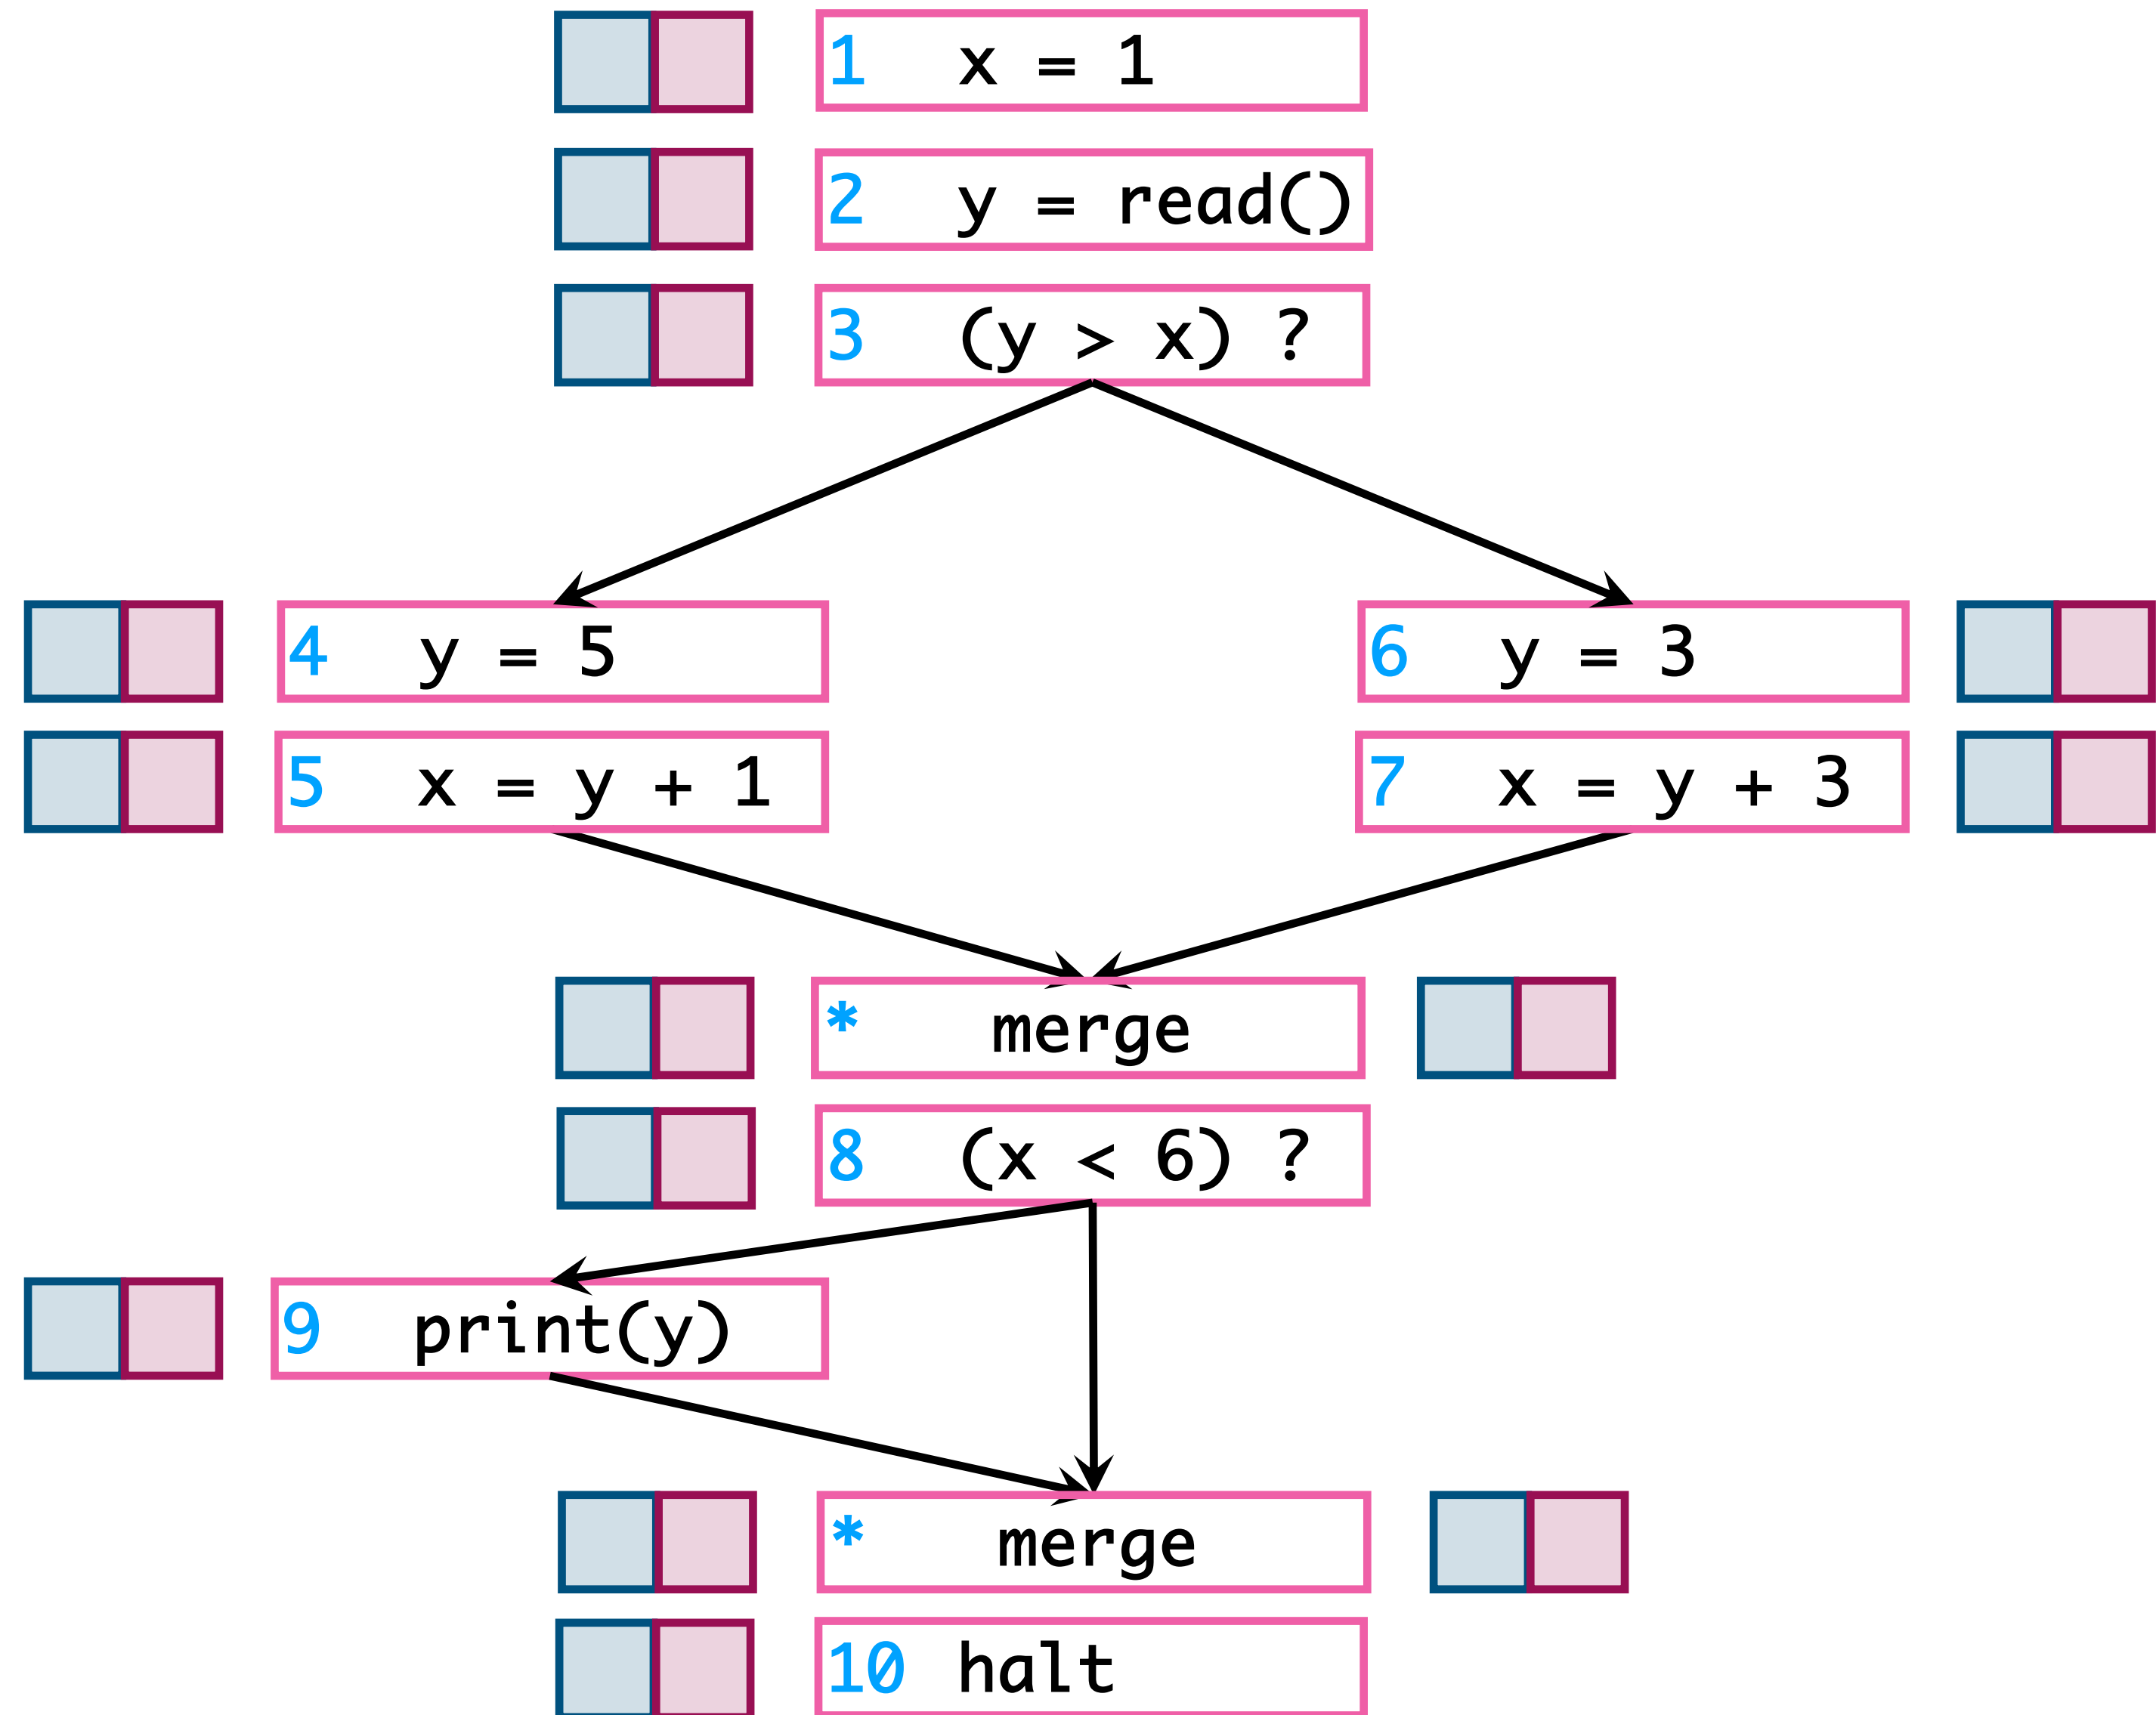 1 x = 1
2 y = read()
3 (y > x) ?
4 y = 5
6 y = 3
5 x = y + 1
7 x = y + 3
* merge
8 (x < 6) ?
9 print(y)
* merge
10 halt